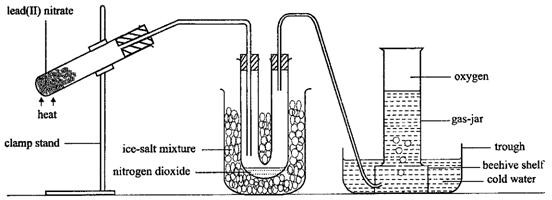 lead(II) nitrate
heat
clamp stand
ice-salt mixture
nitrogen dioxide
oxygen
gas-jar
trough
beehive shelf
cold water